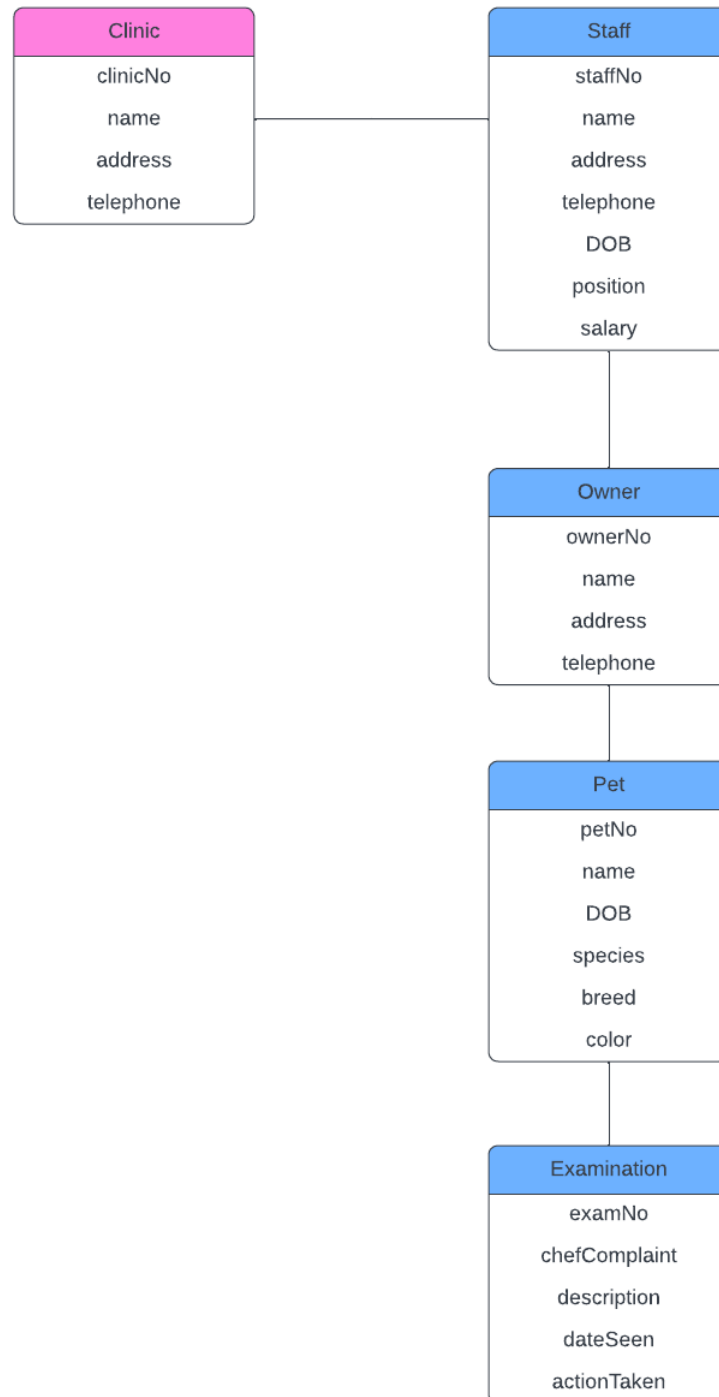 Clinic
clinicNo
name
address
telephone
Staff
staffNo
name
address
telephone
DOB
position
salary
Owner
ownerNo
name
address
telephone
Pet
petNo
name
DOB
species
breed
color
Examination
examNo
chefComplaint
description
dateSeen
actionTaken